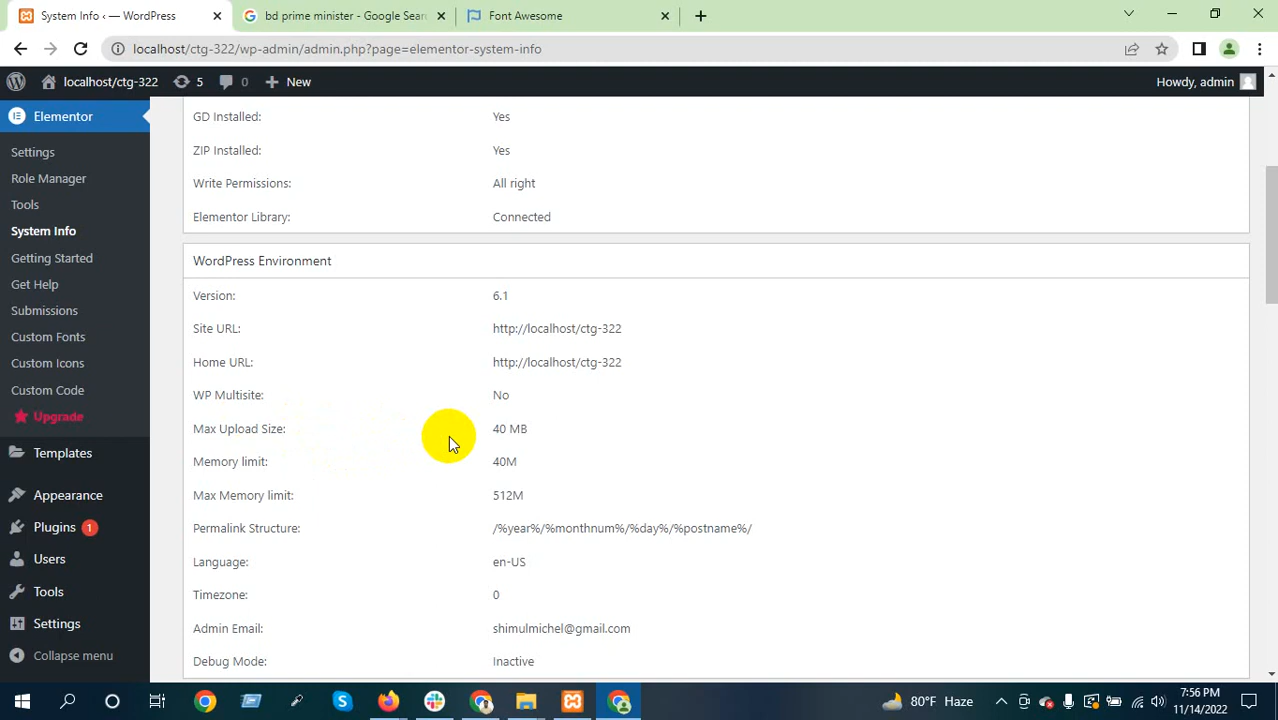 System Info ‹ — WordPress
bd prime minister - Google Sear
Font Awesome
localhost/ctg-322/wp-admin/admin.php?page=elementor-system-info
localhost/ctg-322
5
0
New
Howdy, admin
Elementor
Settings
Role Manager
Tools
System Info
Getting Started
Get Help
Submissions
Custom Fonts
Custom Icons
Custom Code
Upgrade
Templates
Appearance
Plugins 1
Users
Tools
Settings
Collapse menu
GD Installed: Yes
ZIP Installed: Yes
Write Permissions: All right
Elementor Library: Connected
WordPress Environment
Version: 6.1
Site URL: http://localhost/ctg-322
Home URL: http://localhost/ctg-322
WP Multisite: No
Max Upload Size: 40 MB
Memory limit: 40M
Max Memory limit: 512M
Permalink Structure: /%year%/%monthnum%/%day%/%postname%/
Language: en-US
Timezone: 0
Admin Email: shimulmichel@gmail.com
Debug Mode: Inactive
80°F Haze
7:56 PM
11/14/2022